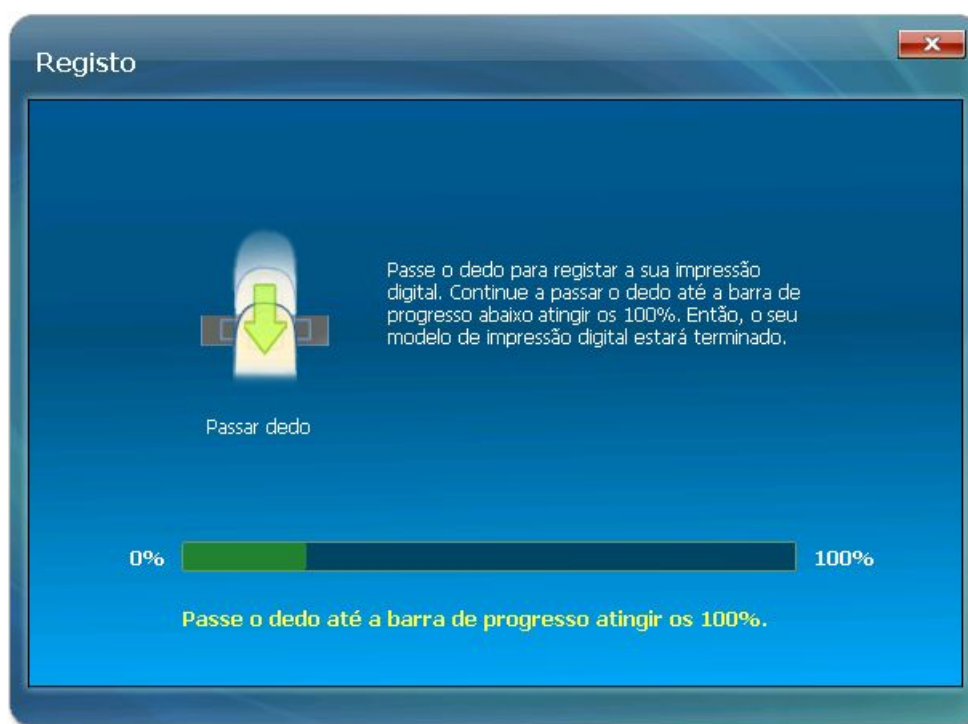 Registo
Passe o dedo para registar a sua impressão
digital. Continue a passar o dedo até a barra de
progresso abaixo atingir os 100%. Então, o seu
modelo de impressão digital estará terminado.
Passar dedo
0% 100%
Passe o dedo até a barra de progresso atingir os 100%.